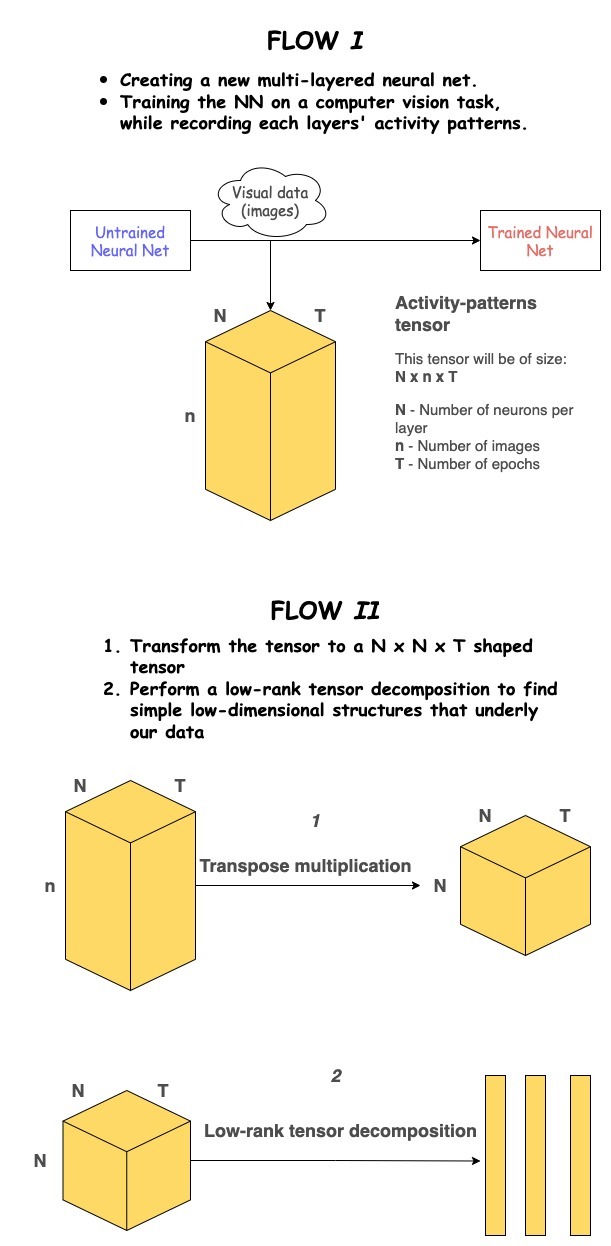 FLOW I
• Creating a new multi-layered neural net.
• Training the NN on a computer vision task,
while recording each layers' activity patterns.
Visual data
(images)
Untrained
Neural Net
Trained Neural
Net
N
T
n
Activity-patterns
tensor
This tensor will be of size:
N x n x T
N - Number of neurons per
layer
n - Number of images
T - Number of epochs
FLOW II
1. Transform the tensor to a N x N x T shaped
tensor
2. Perform a low-rank tensor decomposition to find
simple low-dimensional structures that underly
our data
N
T
n
1
Transpose multiplication
N
T
N
N
T
N
2
Low-rank tensor decomposition